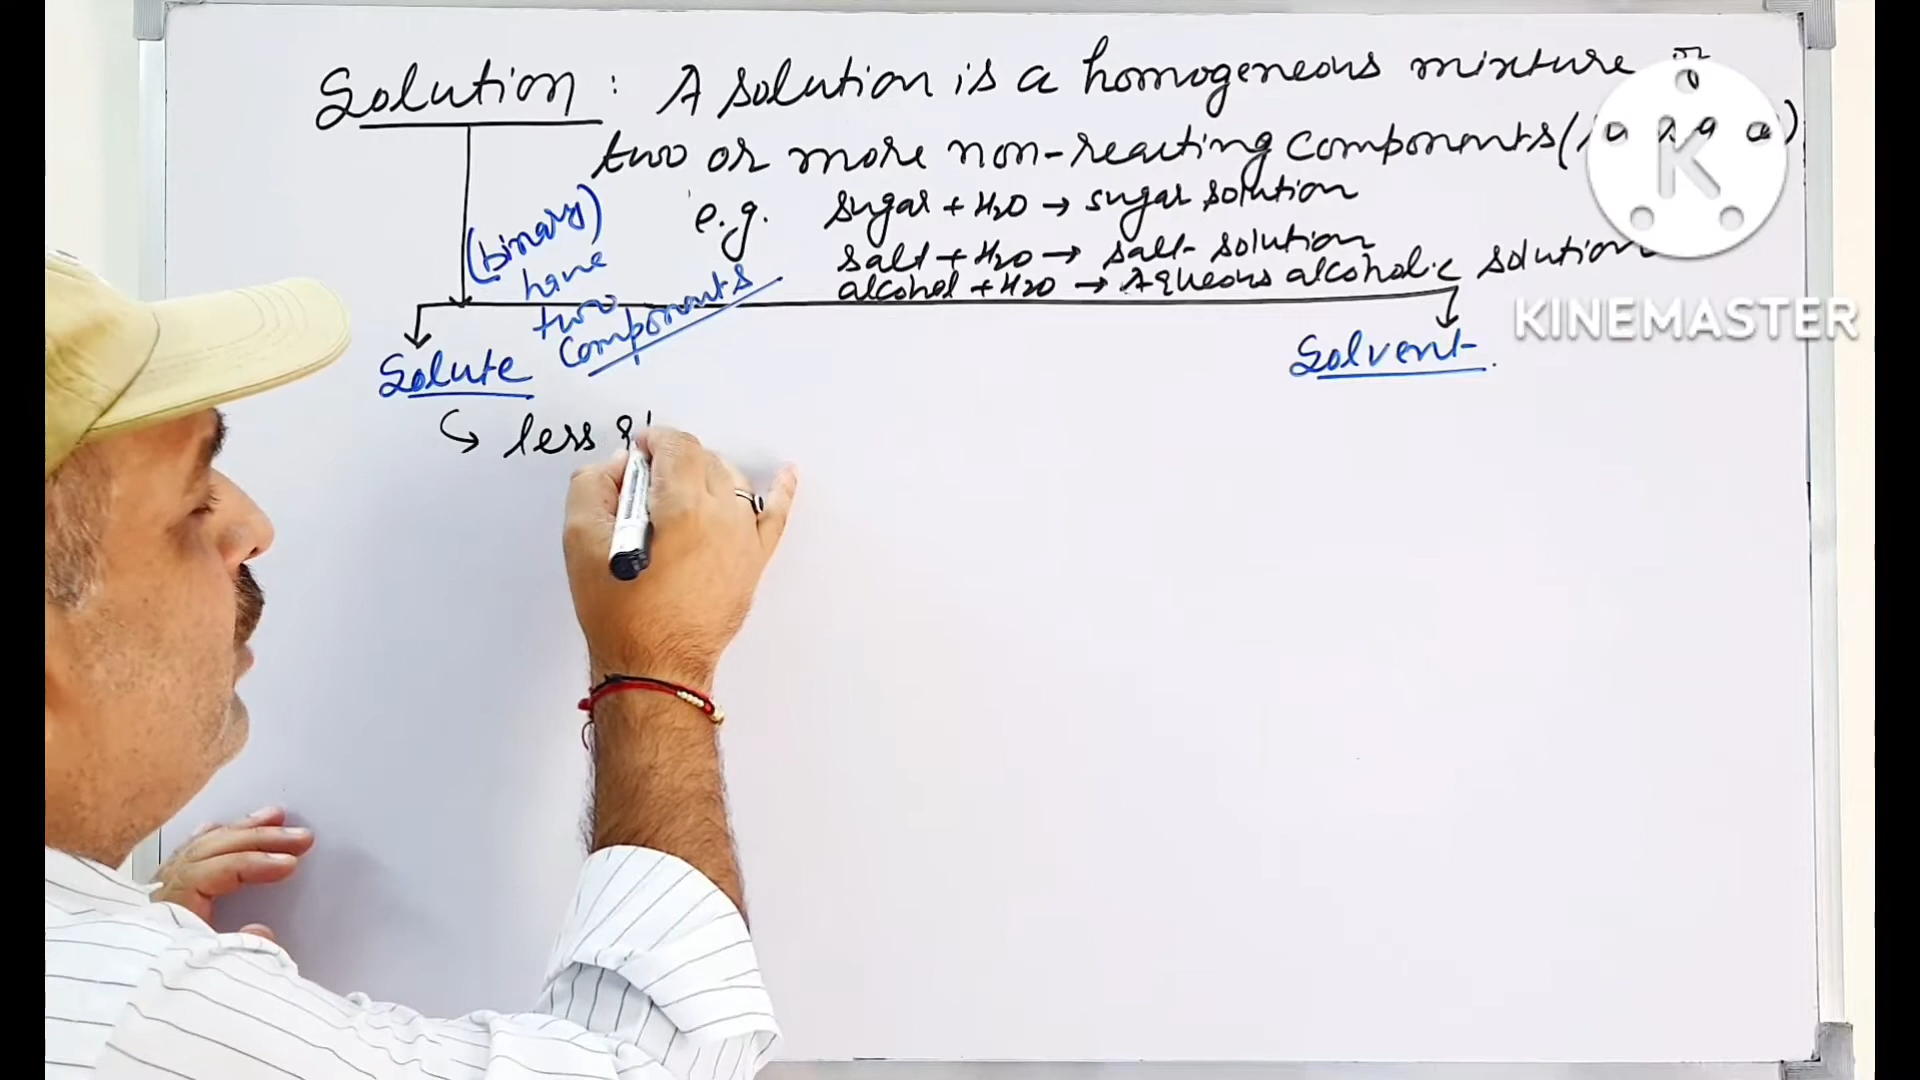 Solution : A solution is a homogeneous mixture
two or more non-reacting components(
e.g. sugar + H2O → sugar solution
salt + H2O → salt solution
alcohol + H2O → Aqueous alcoholic solution
(binary)
have
two
components
KINEMASTER
Solute
Solvent.
less